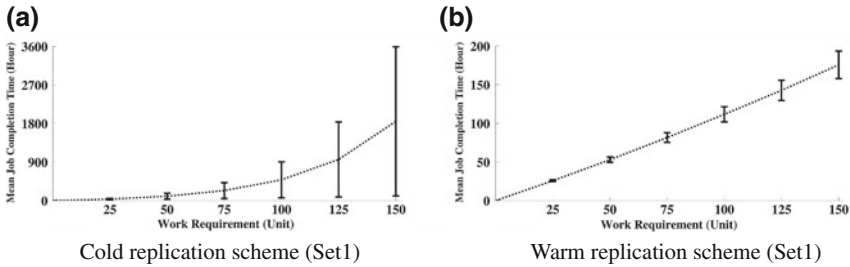 (a)
Mean Job Completion Time (Hour)
3600
2700
1800
900
0
25 50 75 100 125 150
Work Requirement (Unit)
Cold replication scheme (Set1)
(b)
Mean Job Completion Time (Hour)
200
150
100
50
0
25 50 75 100 125 150
Work Requirement (Unit)
Warm replication scheme (Set1)